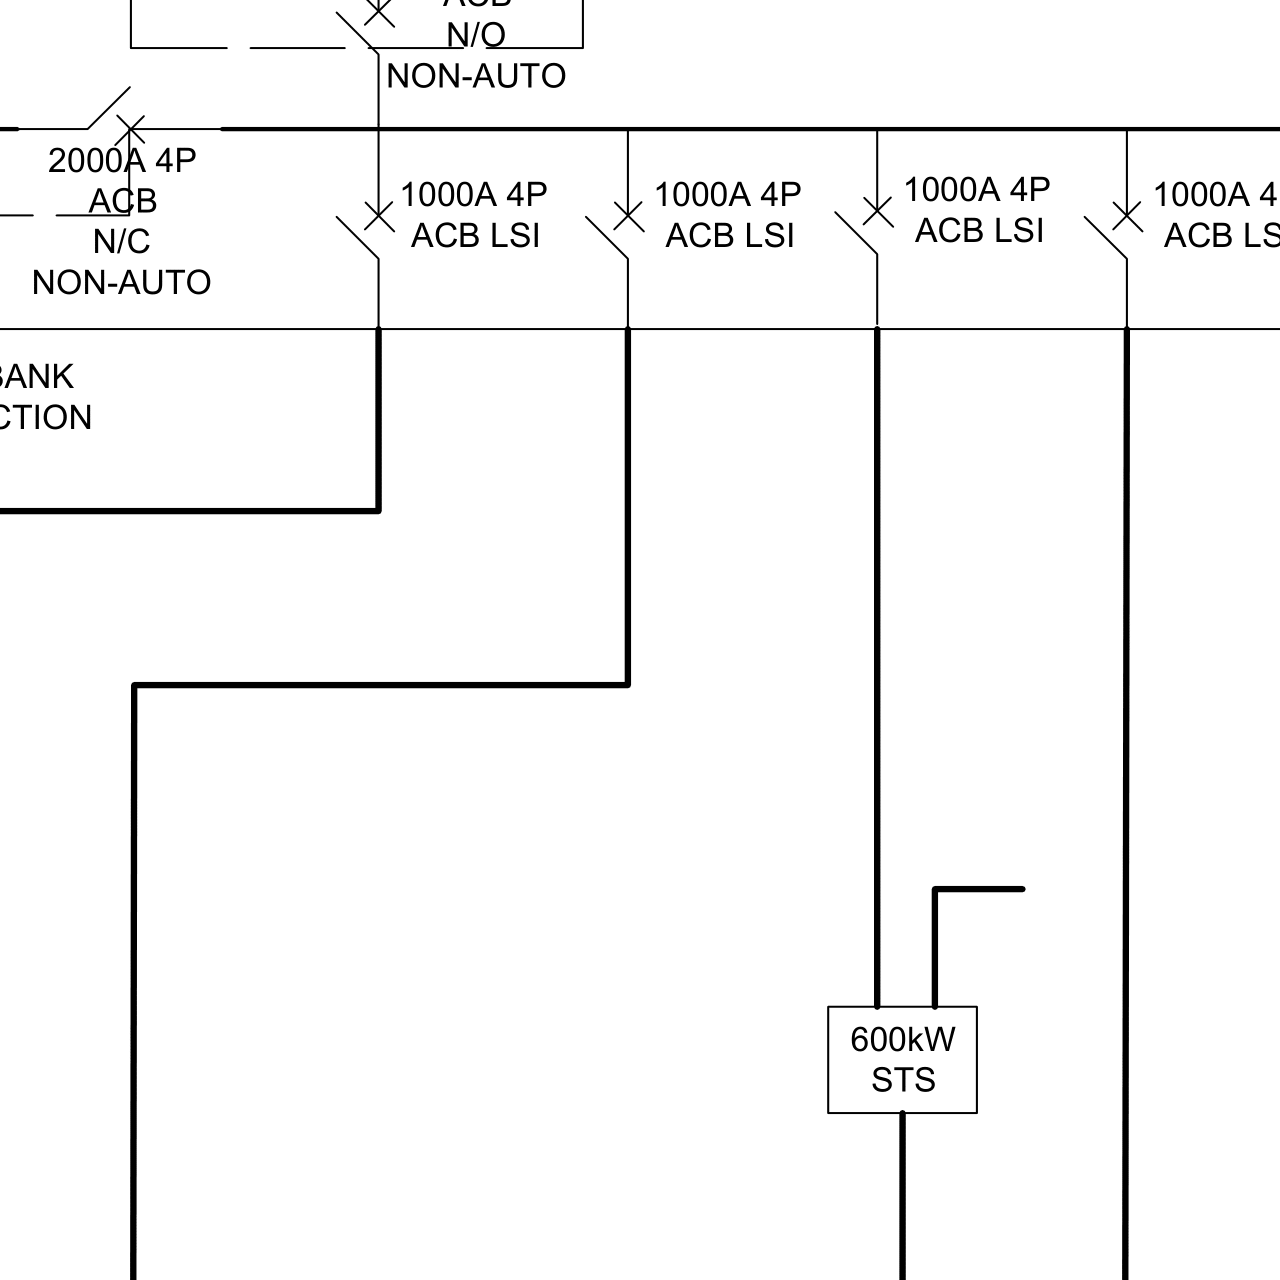 N/O
NON-AUTO
2000A 4P
ACB
N/C
NON-AUTO
1000A 4P
ACB LSI
1000A 4P
ACB LSI
1000A 4P
ACB LSI
1000A 4
ACB LS
BANK
CTION
600kW
STS